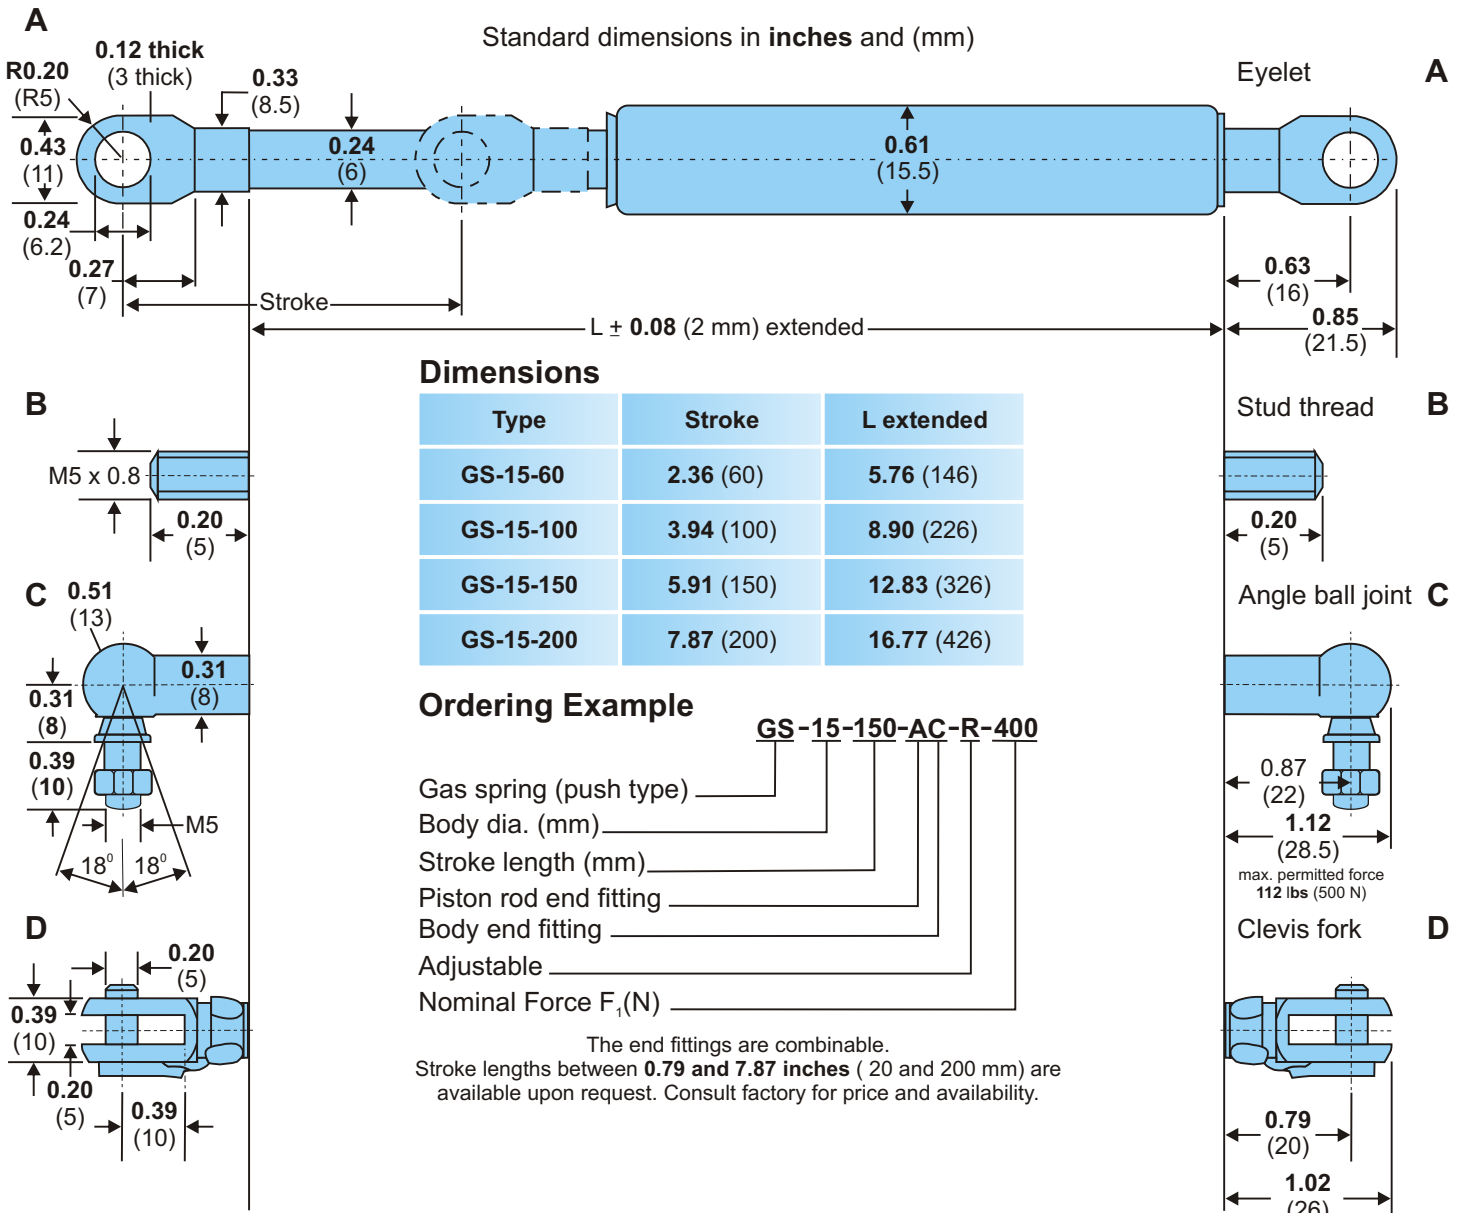 A
Standard dimensions in inches and (mm)
0.12 thick
(3 thick)
R0.20
(R5)
0.33
(8.5)
Eyelet
A
0.43
(11)
0.24
(6)
0.61
(15.5)
0.24
(6.2)
0.27
(7)
Stroke
0.63
(16)
L ± 0.08 (2 mm) extended
0.85
(21.5)
B
M5 x 0.8
0.20
(5)
Dimensions
Type Stroke L extended
GS-15-60 2.36 (60) 5.76 (146)
GS-15-100 3.94 (100) 8.90 (226)
GS-15-150 5.91 (150) 12.83 (326)
GS-15-200 7.87 (200) 16.77 (426)
Stud thread
B
0.20
(5)
C
0.51
(13)
0.31
(8)
0.31
(8)
0.39
(10)
M5
18⁰ 18⁰
Ordering Example
GS-15-150-AC-R-400
Gas spring (push type)
Body dia. (mm)
Stroke length (mm)
Piston rod end fitting
Body end fitting
Adjustable
Nominal Force F₁(N)
Angle ball joint
C
0.87
(22)
1.12
(28.5)
max. permitted force
112 lbs (500 N)
D
0.20
(5)
0.39
(10)
0.20
(5)
0.39
(10)
The end fittings are combinable.
Stroke lengths between 0.79 and 7.87 inches ( 20 and 200 mm) are
available upon request. Consult factory for price and availability.
Clevis fork
D
0.79
(20)
1.02
(26)